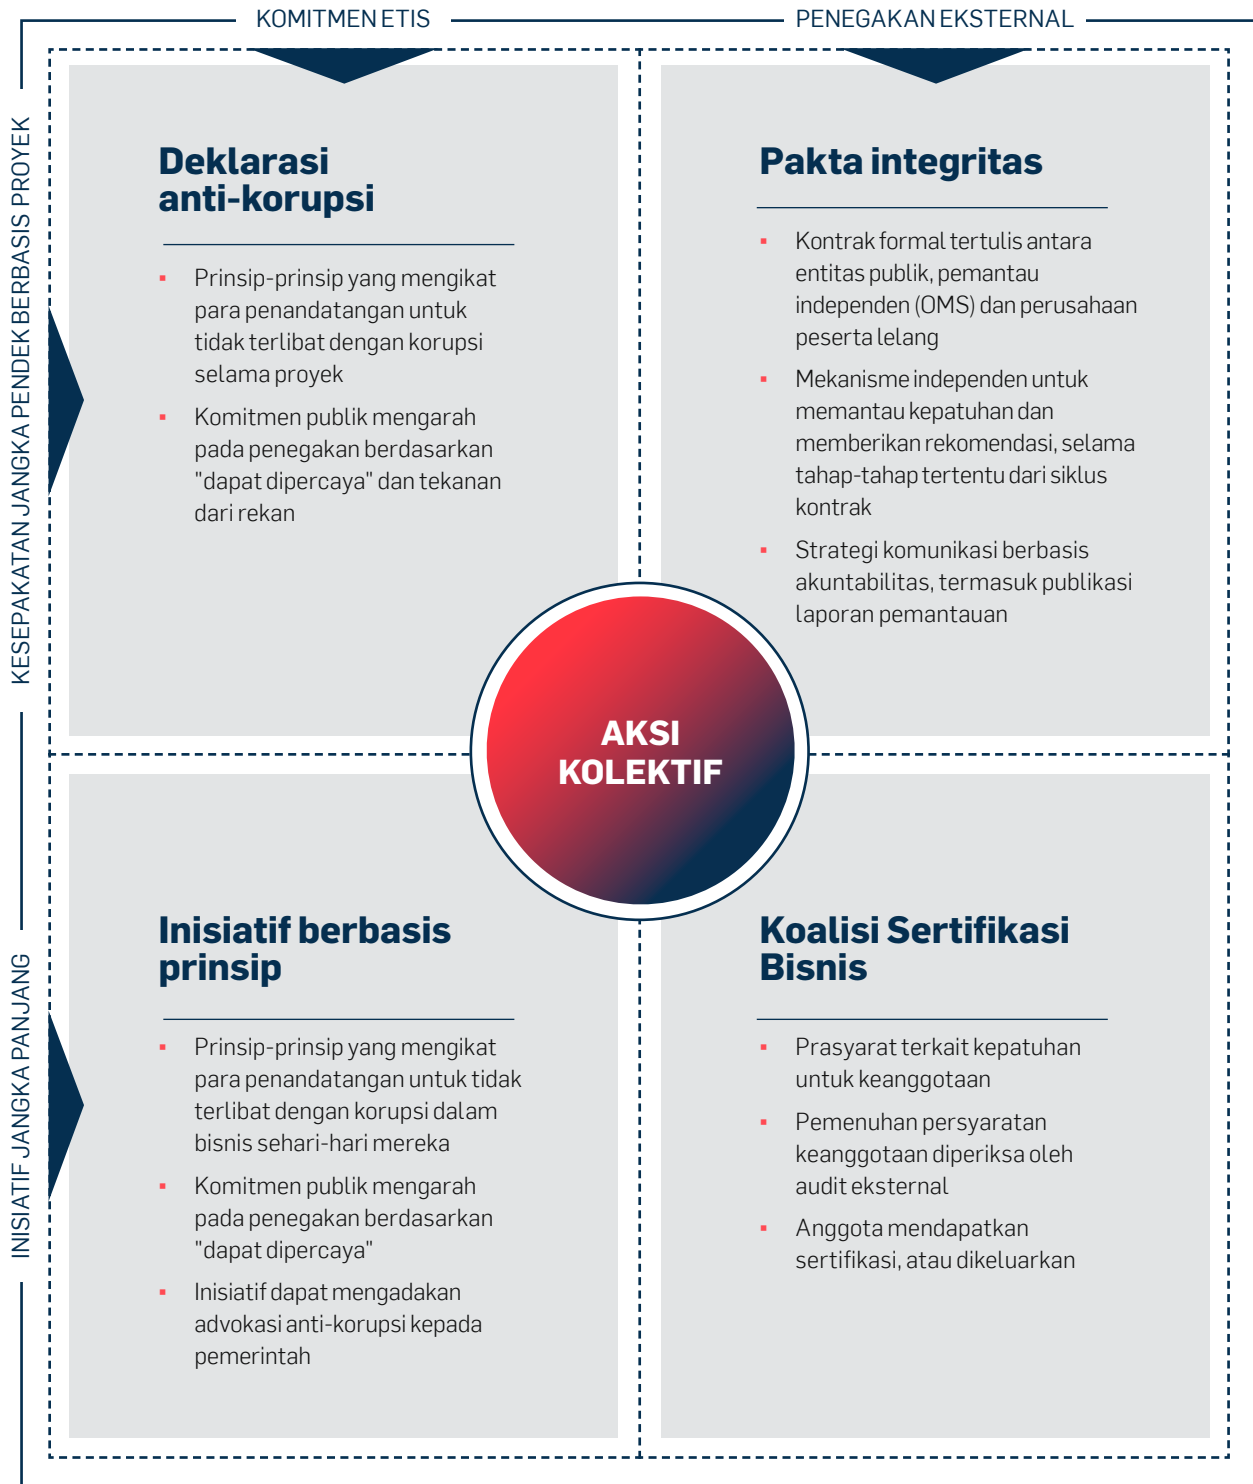 KOMITMEN ETIS
PENEGAKAN EKSTERNAL
KESEPAKATAN JANGKA PENDEK BERBASIS PROYEK
Deklarasi
anti-korupsi
▪ Prinsip-prinsip yang mengikat
para penandatangan untuk
tidak terlibat dengan korupsi
selama proyek
▪ Komitmen publik mengarah
pada penegakan berdasarkan
"dapat dipercaya" dan tekanan
dari rekan
Pakta integritas
▪ Kontrak formal tertulis antara
entitas publik, pemantau
independen (OMS) dan perusahaan
peserta lelang
▪ Mekanisme independen untuk
memantau kepatuhan dan
memberikan rekomendasi, selama
tahap-tahap tertentu dari siklus
kontrak
▪ Strategi komunikasi berbasis
akuntabilitas, termasuk publikasi
laporan pemantauan
AKSI
KOLEKTIF
INISIATIF JANGKA PANJANG
Inisiatif berbasis
prinsip
▪ Prinsip-prinsip yang mengikat
para penandatangan untuk tidak
terlibat dengan korupsi dalam
bisnis sehari-hari mereka
▪ Komitmen publik mengarah
pada penegakan berdasarkan
"dapat dipercaya"
▪ Inisiatif dapat mengadakan
advokasi anti-korupsi kepada
pemerintah
Koalisi Sertifikasi
Bisnis
▪ Prasyarat terkait kepatuhan
untuk keanggotaan
▪ Pemenuhan persyaratan
keanggotaan diperiksa oleh
audit eksternal
▪ Anggota mendapatkan
sertifikasi, atau dikeluarkan